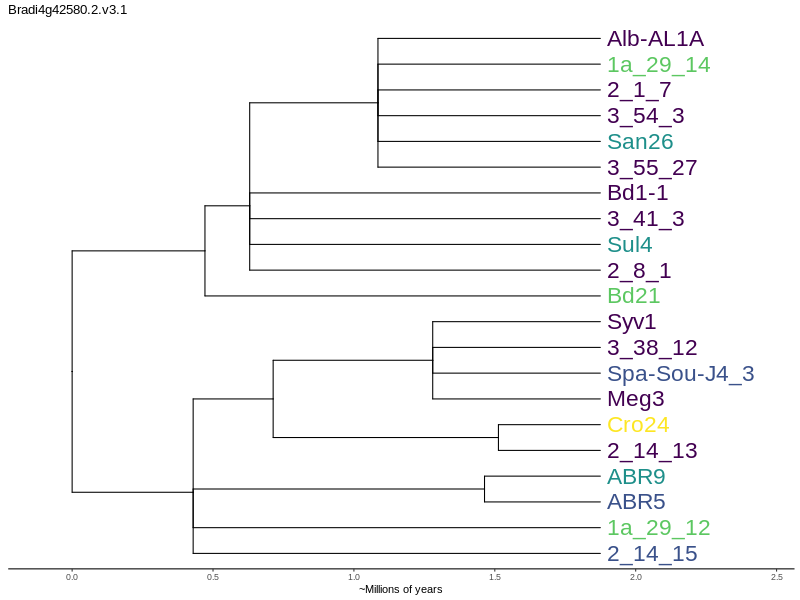 Bradi4g42580.2.v3.1
Alb-AL1A
1a_29_14
2_1_7
3_54_3
San26
3_55_27
Bd1-1
3_41_3
Sul4
2_8_1
Bd21
Syv1
3_38_12
Spa-Sou-J4_3
Meg3
Cro24
2_14_13
ABR9
ABR5
1a_29_12
2_14_15
0.0 0.5 1.0 1.5 2.0 2.5
~Millions of years